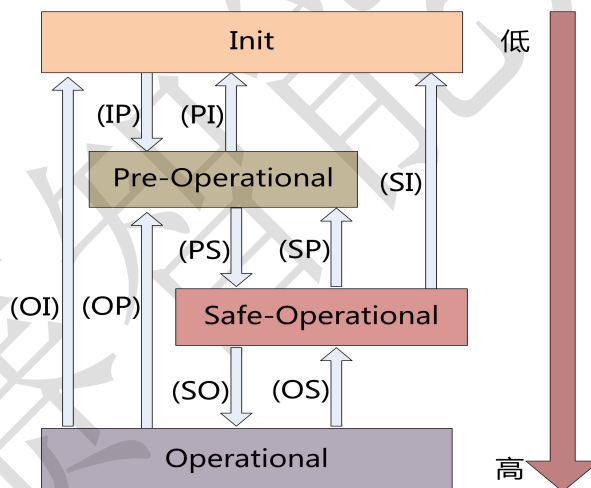 Init
低
(IP)
(PI)
Pre-Operational
(SI)
(PS)
(SP)
(OI)
(OP)
Safe-Operational
(SO)
(OS)
Operational
高